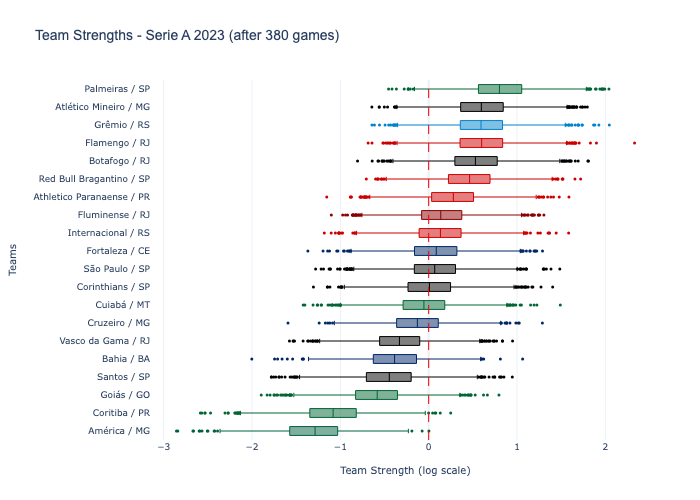 Team Strengths - Serie A 2023 (after 380 games)
Palmeiras / SP
Atlético Mineiro / MG
Grêmio / RS
Flamengo / RJ
Botafogo / RJ
Red Bull Bragantino / SP
Athletico Paranaense / PR
Fluminense / RJ
Internacional / RS
Fortaleza / CE
São Paulo / SP
Corinthians / SP
Cuiabá / MT
Cruzeiro / MG
Vasco da Gama / RJ
Bahia / BA
Santos / SP
Goiás / GO
Coritiba / PR
América / MG
Teams
−3 −2 −1 0 1 2
Team Strength (log scale)